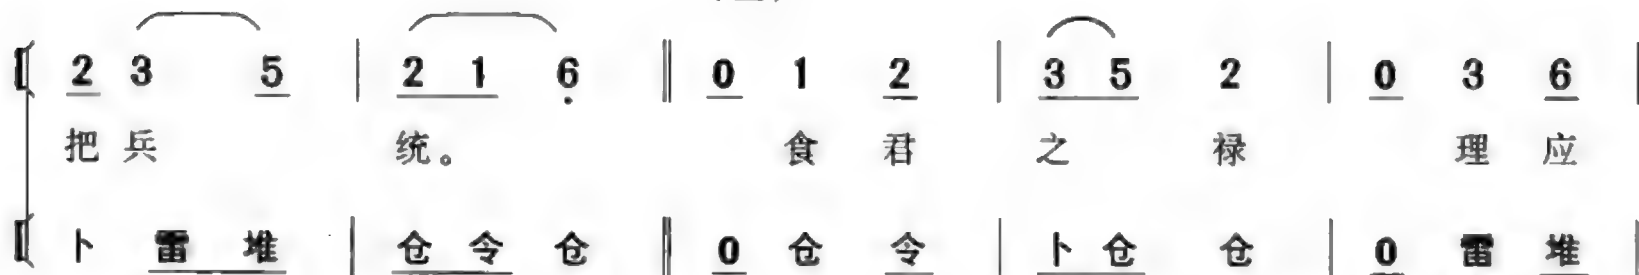 2 3 5 | 2 1 6 ‖ 0 1 2 | 3 5 2 | 0 3 6 |
把兵 统。 食 君 之 禄 理 应
卜 雷 堆 | 仓 令 仓 ‖ 0 仓 令 | 卜 仓 仓 | 0 雷 堆 |